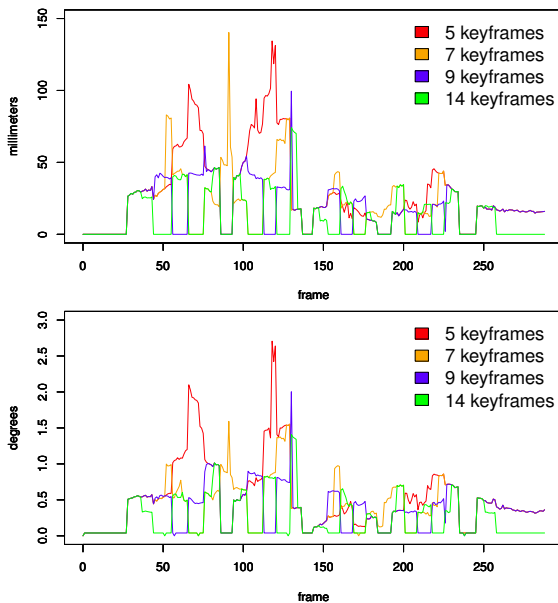 150
100
50
0
millimeters
5 keyframes
7 keyframes
9 keyframes
14 keyframes
0 50 100 150 200 250
frame
3.0
2.5
2.0
1.5
1.0
0.5
0.0
degrees
5 keyframes
7 keyframes
9 keyframes
14 keyframes
0 50 100 150 200 250
frame